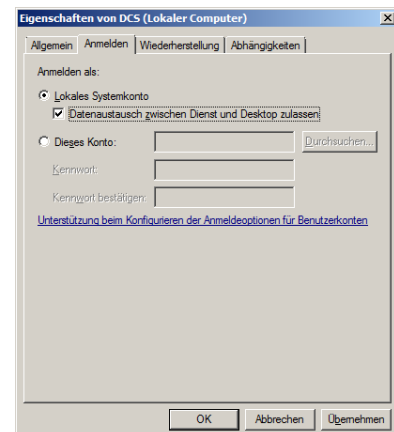 Eigenschaften von DCS (Lokaler Computer)
Allgemein Anmelden Wiederherstellung Abhängigkeiten
Anmelden als:
Lokales Systemkonto
Datenaustausch zwischen Dienst und Desktop zulassen
Dieses Konto: Durchsuchen...
Kennwort:
Kennwort bestätigen:
Unterstützung beim Konfigurieren der Anmeldeoptionen für Benutzerkonten
OK Abbrechen Übernehmen